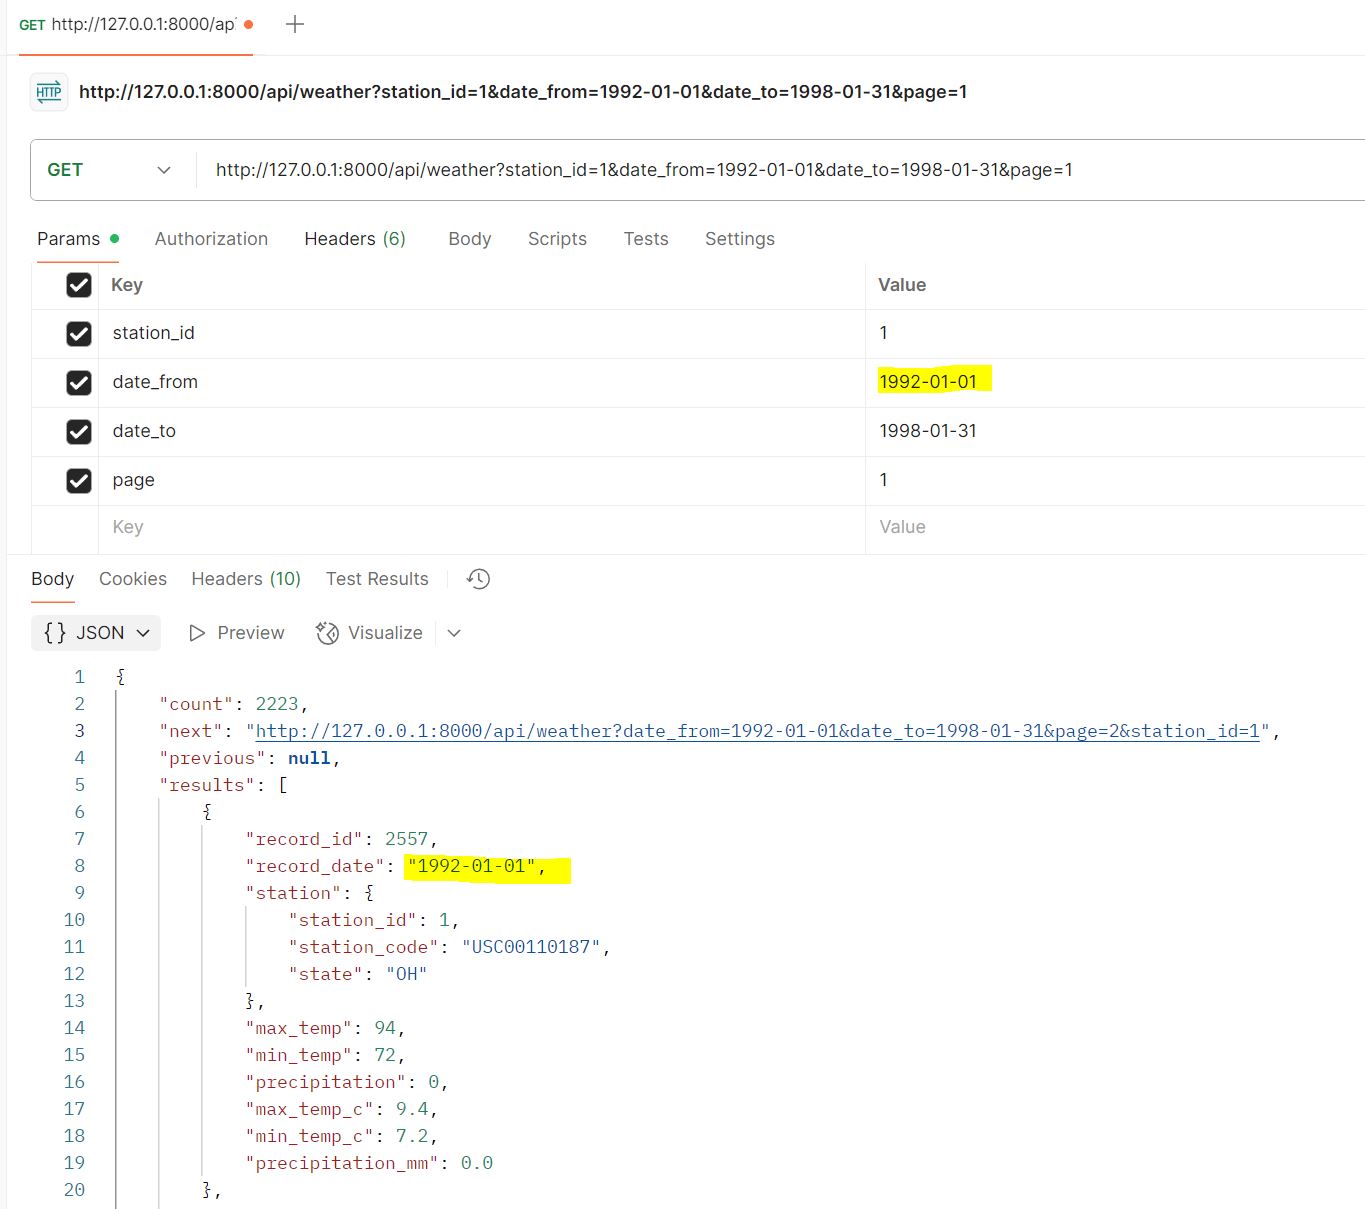 GET http://127.0.0.1:8000/ap
HTTP http://127.0.0.1:8000/api/weather?station_id=1&date_from=1992-01-01&date_to=1998-01-31&page=1
GET http://127.0.0.1:8000/api/weather?station_id=1&date_from=1992-01-01&date_to=1998-01-31&page=1
Params Authorization Headers (6) Body Scripts Tests Settings
Key Value
station_id 1
date_from 1992-01-01
date_to 1998-01-31
page 1
Key Value
Body Cookies Headers (10) Test Results
{} JSON Preview Visualize
1 {
2 "count": 2223,
3 "next": "http://127.0.0.1:8000/api/weather?date_from=1992-01-01&date_to=1998-01-31&page=2&station_id=1",
4 "previous": null,
5 "results": [
6 {
7 "record_id": 2557,
8 "record_date": "1992-01-01",
9 "station": {
10 "station_id": 1,
11 "station_code": "USC00110187",
12 "state": "OH"
13 },
14 "max_temp": 94,
15 "min_temp": 72,
16 "precipitation": 0,
17 "max_temp_c": 9.4,
18 "min_temp_c": 7.2,
19 "precipitation_mm": 0.0
20 },